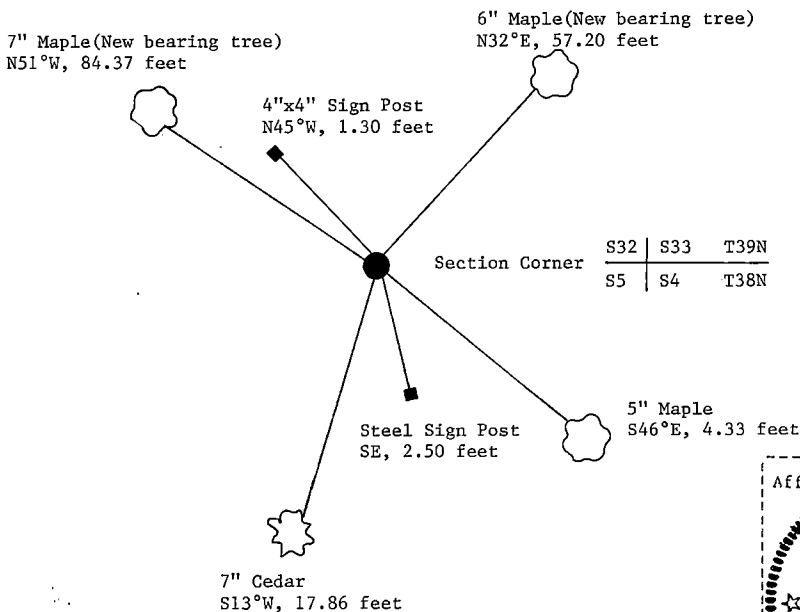 6" Maple(New bearing tree)
N32°E, 57.20 feet
7" Maple(New bearing tree)
N51°W, 84.37 feet
4"x4" Sign Post
N45°W, 1.30 feet
Section Corner
S32 S33 T39N
S5 S4 T38N
5" Maple
S46°E, 4.33 feet
Steel Sign Post
SE, 2.50 feet
Aff
7" Cedar
S13°W, 17.86 feet